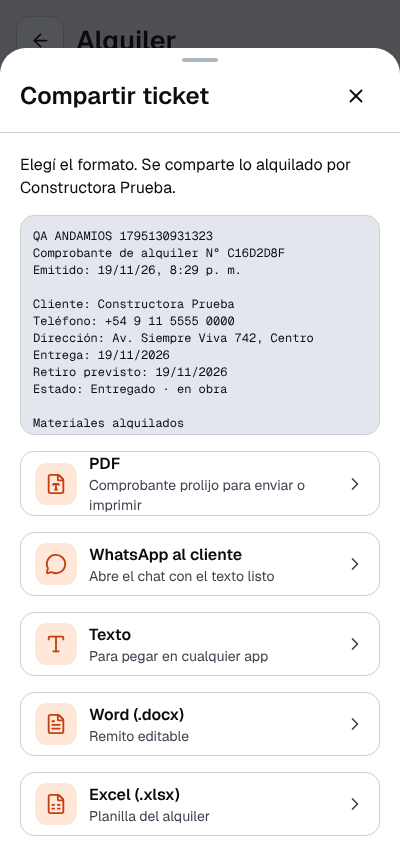 Alquiler
Compartir ticket
Elegí el formato. Se comparte lo alquilado por
Constructora Prueba.
QA ANDAMIOS 1795130931323
Comprobante de alquiler N° C16D2D8F
Emitido: 19/11/26, 8:29 p. m.
Cliente: Constructora Prueba
Teléfono: +54 9 11 5555 0000
Dirección: Av. Siempre Viva 742, Centro
Entrega: 19/11/2026
Retiro previsto: 19/11/2026
Estado: Entregado · en obra
Materiales alquilados
PDF
Comprobante prolijo para enviar o
imprimir
WhatsApp al cliente
Abre el chat con el texto listo
Texto
Para pegar en cualquier app
Word (.docx)
Remito editable
Excel (.xlsx)
Planilla del alquiler